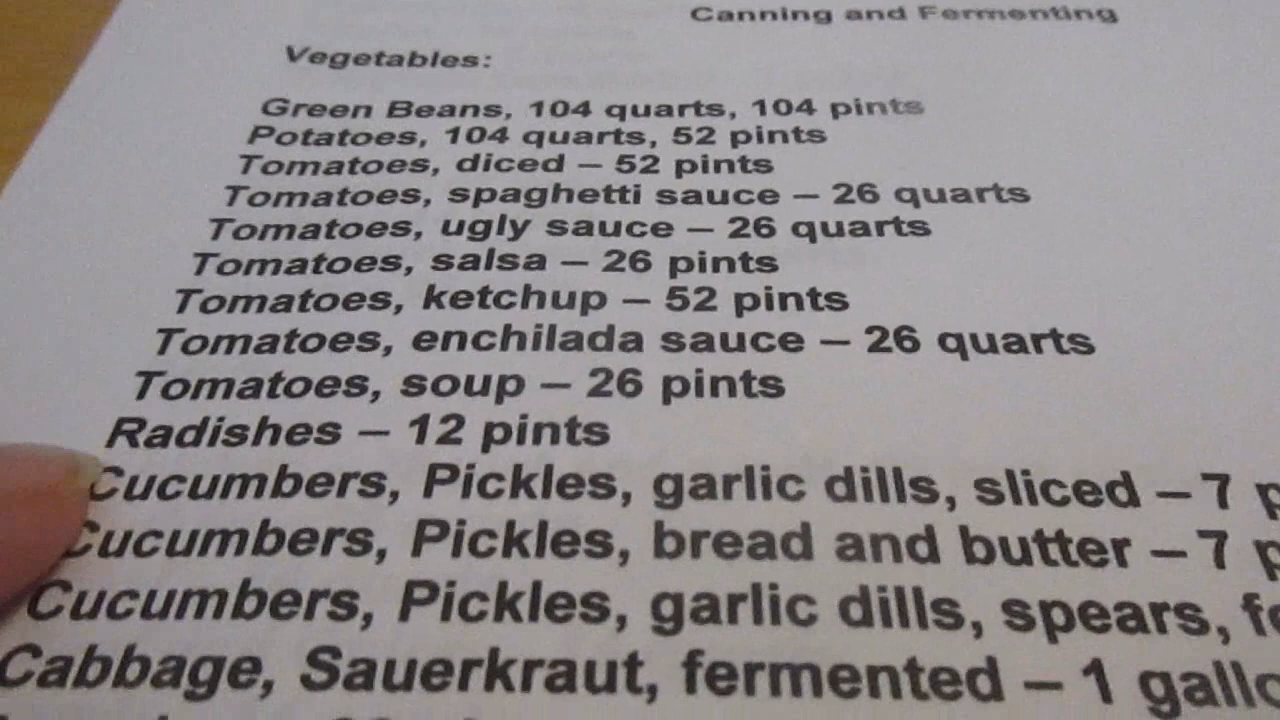 Canning and Fermenting
Vegetables:
Green Beans, 104 quarts, 104 pints
Potatoes, 104 quarts, 52 pints
Tomatoes, diced – 52 pints
Tomatoes, spaghetti sauce – 26 quarts
Tomatoes, ugly sauce – 26 quarts
Tomatoes, salsa – 26 pints
Tomatoes, ketchup – 52 pints
Tomatoes, enchilada sauce – 26 quarts
Tomatoes, soup – 26 pints
Radishes – 12 pints
Cucumbers, Pickles, garlic dills, sliced – 7
Cucumbers, Pickles, bread and butter – 7
Cucumbers, Pickles, garlic dills, spears,
Cabbage, Sauerkraut, fermented – 1